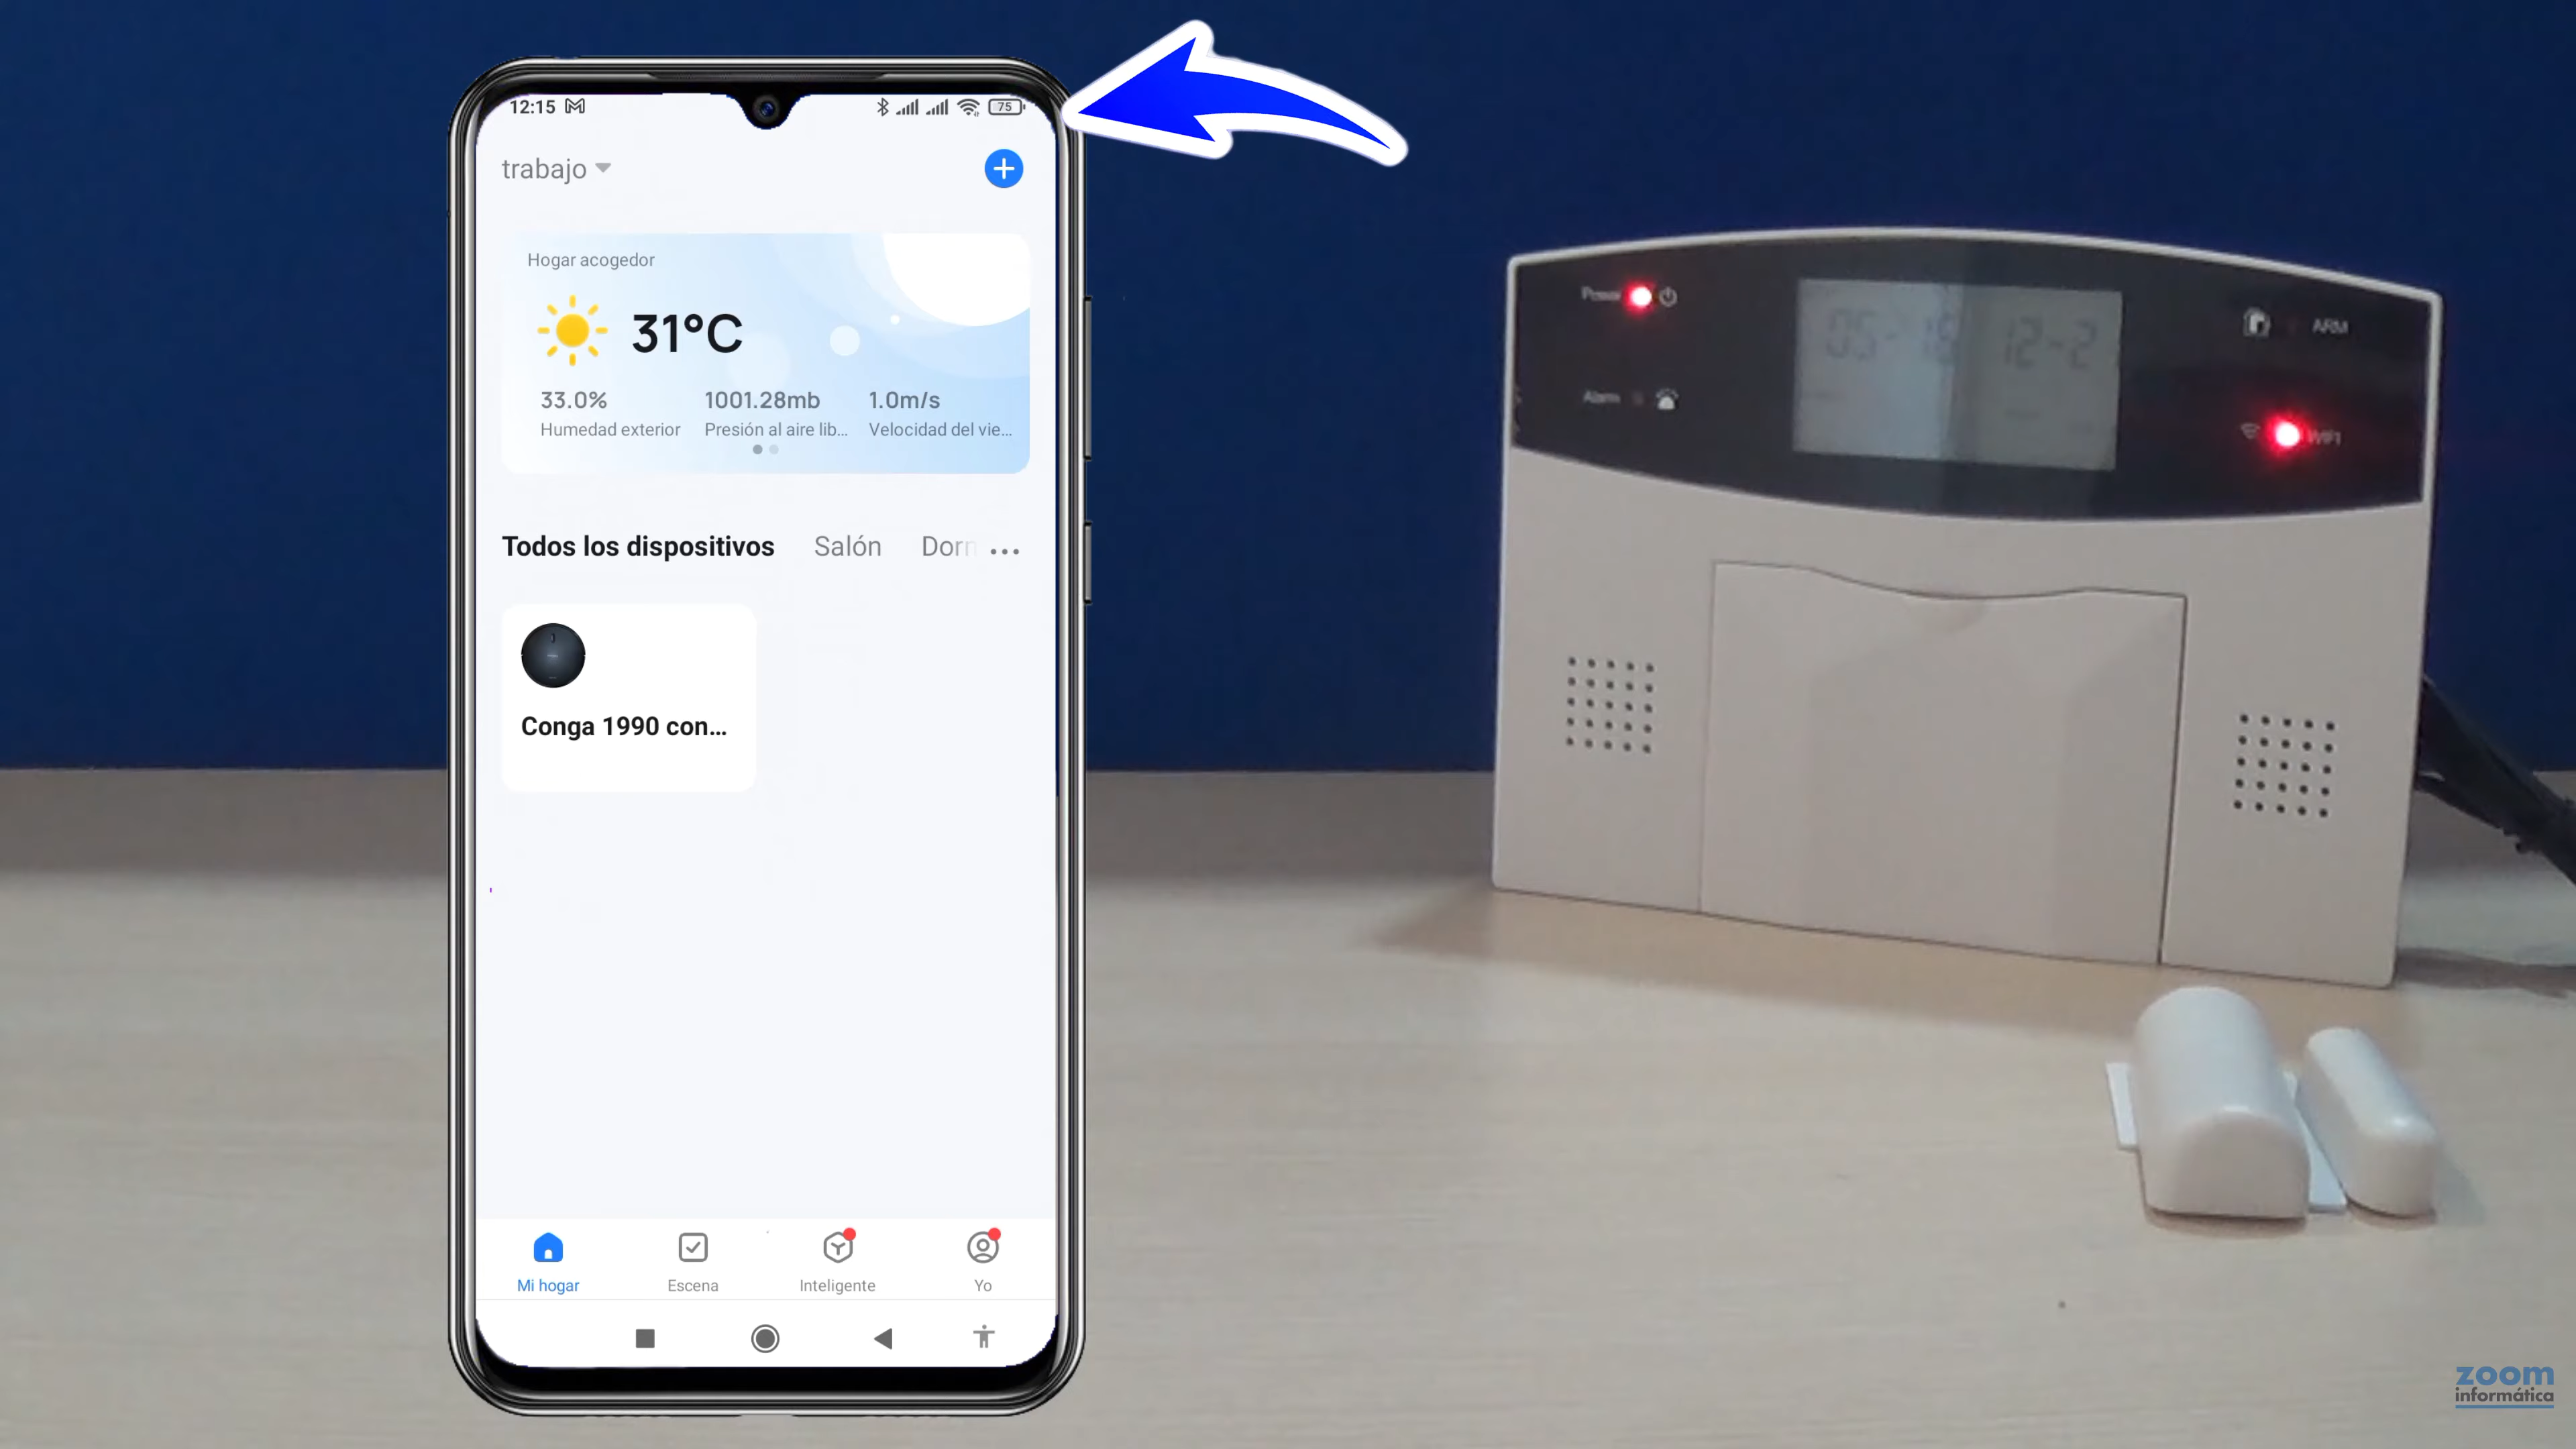 12:15
75
trabajo
Hogar acogedor
31°C
33.0% 1001.28mb 1.0m/s
Humedad exterior Presión al aire lib... Velocidad del vie...
Todos los dispositivos Salón Dorn
Conga 1990 con...
Mi hogar Escena Inteligente Yo
Power
ARM
Alarm
WIFI
zoom
informática